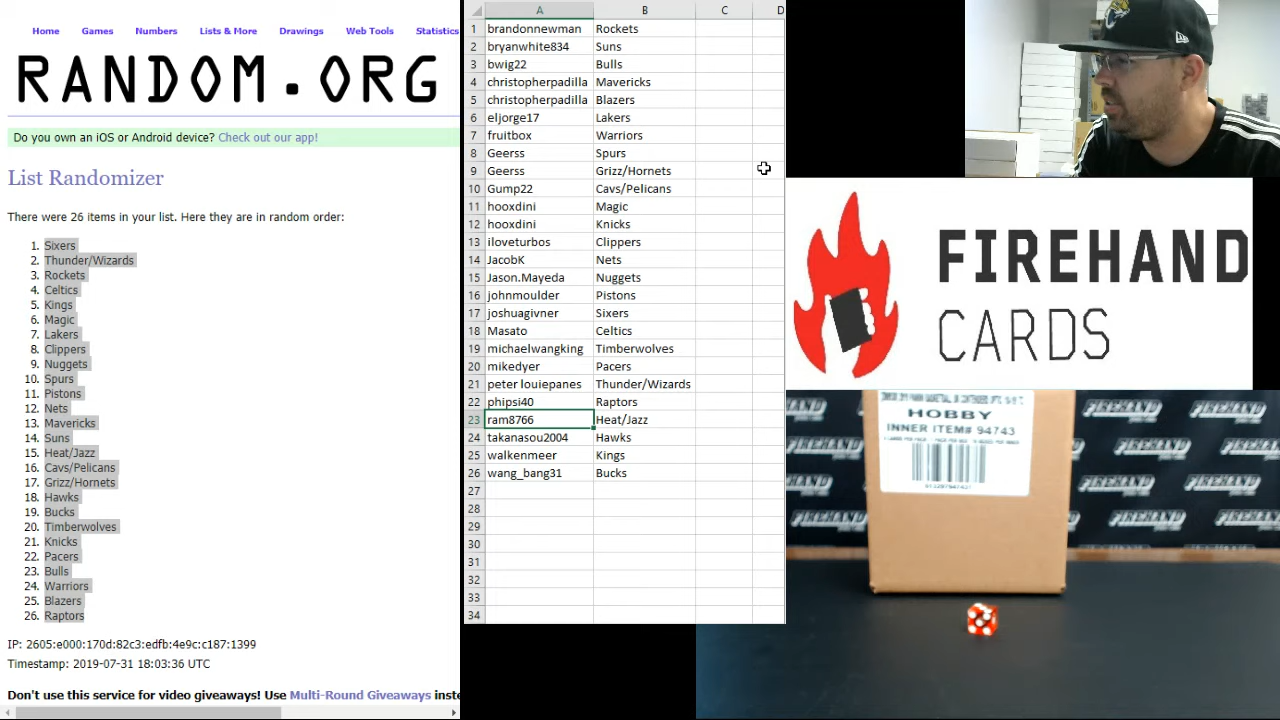 Home Games Numbers Lists & More Drawings Web Tools Statistics
RANDOM.ORG
Do you own an iOS or Android device? Check out our app!
List Randomizer
There were 26 items in your list. Here they are in random order:
1. Sixers
2. Thunder/Wizards
3. Rockets
4. Celtics
5. Kings
6. Magic
7. Lakers
8. Clippers
9. Nuggets
10. Spurs
11. Pistons
12. Nets
13. Mavericks
14. Suns
15. Heat/Jazz
16. Cavs/Pelicans
17. Grizz/Hornets
18. Hawks
19. Bucks
20. Timberwolves
21. Knicks
22. Pacers
23. Bulls
24. Warriors
25. Blazers
26. Raptors
IP: 2605:e000:170d:82c3:edfb:4e9c:c187:1399
Timestamp: 2019-07-31 18:03:36 UTC
Don't use this service for video giveaways! Use Multi-Round Giveaways inste
A B C D
1 brandonnewman Rockets
2 bryanwhite834 Suns
3 bwig22 Bulls
4 christopherpadilla Mavericks
5 christopherpadilla Blazers
6 eljorge17 Lakers
7 fruitbox Warriors
8 Geerss Spurs
9 Geerss Grizz/Hornets
10 Gump22 Cavs/Pelicans
11 hooxdini Magic
12 hooxdini Knicks
13 iloveturbos Clippers
14 JacobK Nets
15 Jason.Mayeda Nuggets
16 johnmoulder Pistons
17 joshuagivner Sixers
18 Masato Celtics
19 michaelwangking Timberwolves
20 mikedyer Pacers
21 peter louiepanes Thunder/Wizards
22 phipsi40 Raptors
23 ram8766 Heat/Jazz
24 takanasou2004 Hawks
25 walkenmeer Kings
26 wang_bang31 Bucks
27
28
29
30
31
32
33
34
FIREHAND
CARDS
HOBBY
INNER ITEM# 94743
FIREHAND
FIREHAND
FIREHAND
FIREHAND